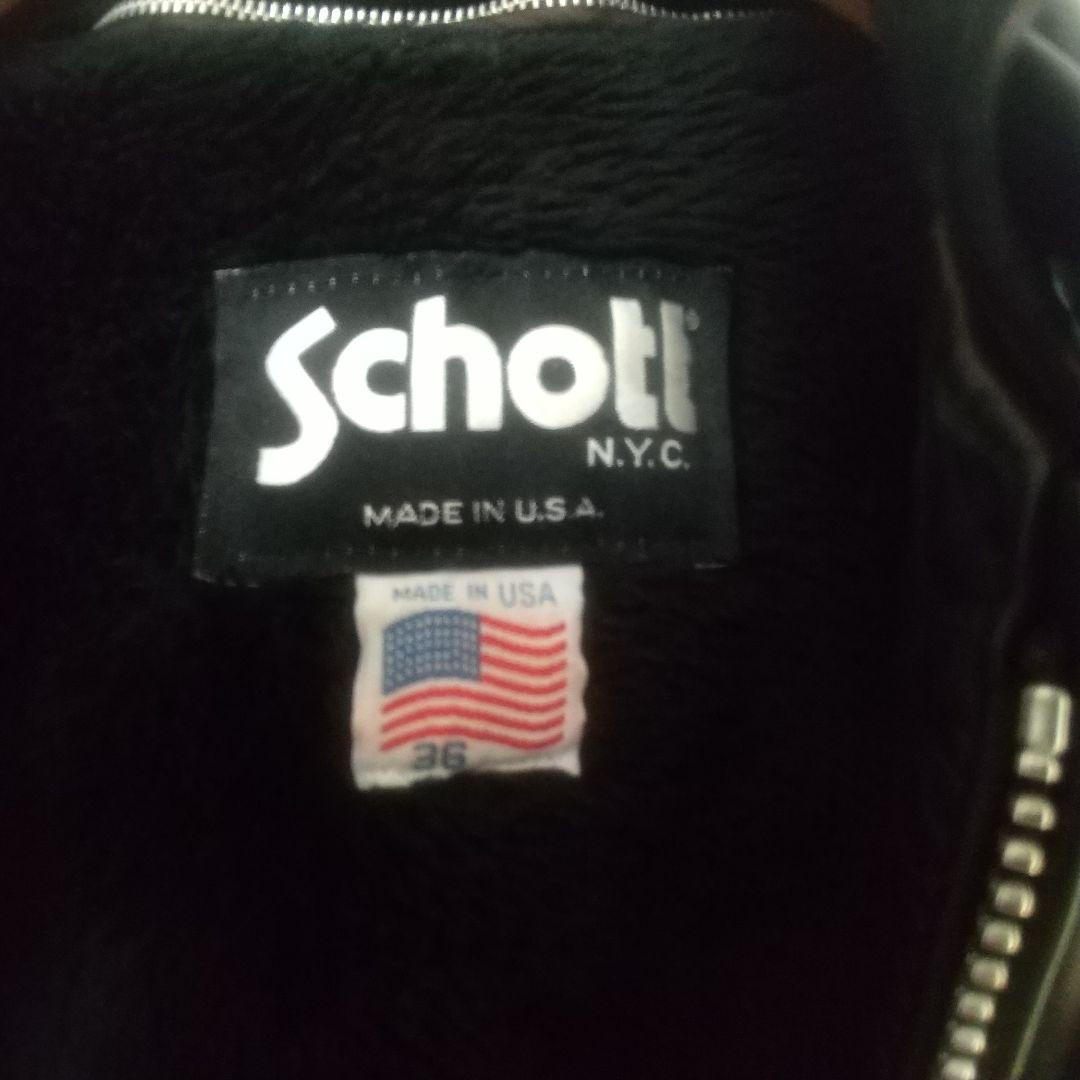 Schott
N.Y.C.
MADE IN U.S.A.
MADE IN USA
36